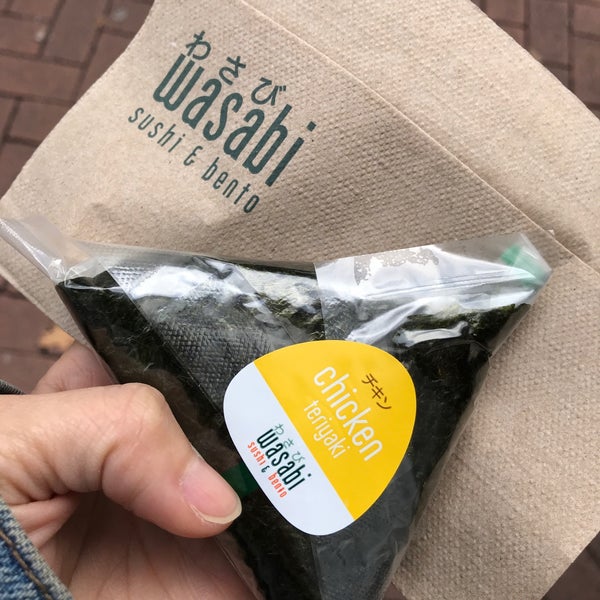 わさび
wasabi
sushi & bento
チキン
chicken
teriyaki
わさび
wasabi
sushi & bento